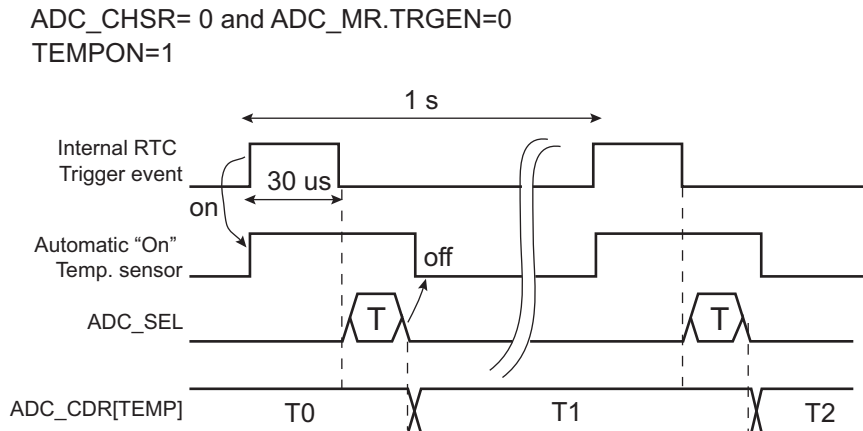 ADC_CHSR= 0 and ADC_MR.TRGEN=0
TEMPON=1
1 s
Internal RTC
Trigger event
30 us
on
Automatic “On”
Temp. sensor
off
ADC_SEL
T
T
ADC_CDR[TEMP]
T0
T1
T2